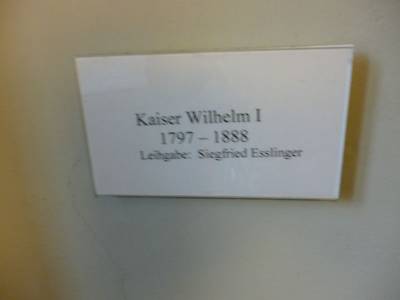 Kaiser Wilhelm I
1797 – 1888
Leihgabe: Siegfried Esslinger